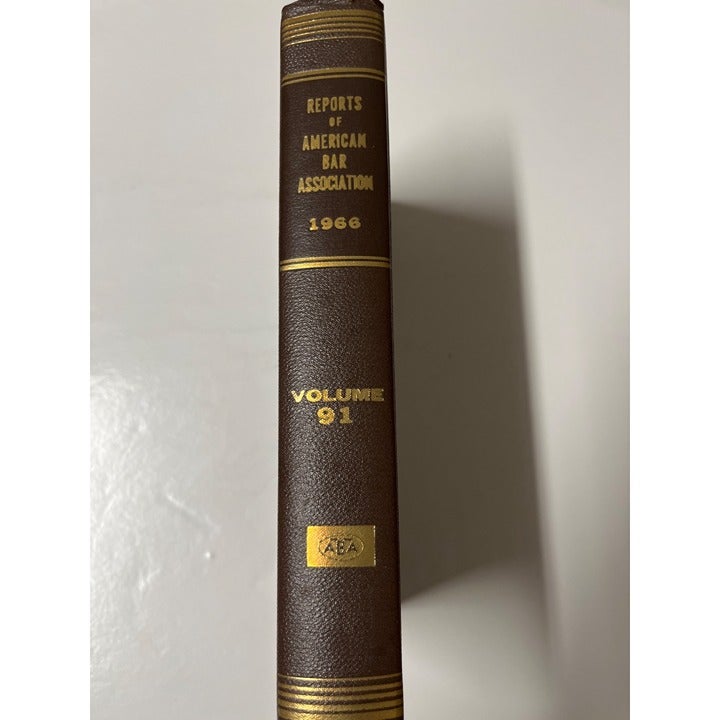 REPORTS
OF
AMERICAN
BAR
ASSOCIATION
1966
VOLUME
91
ABA